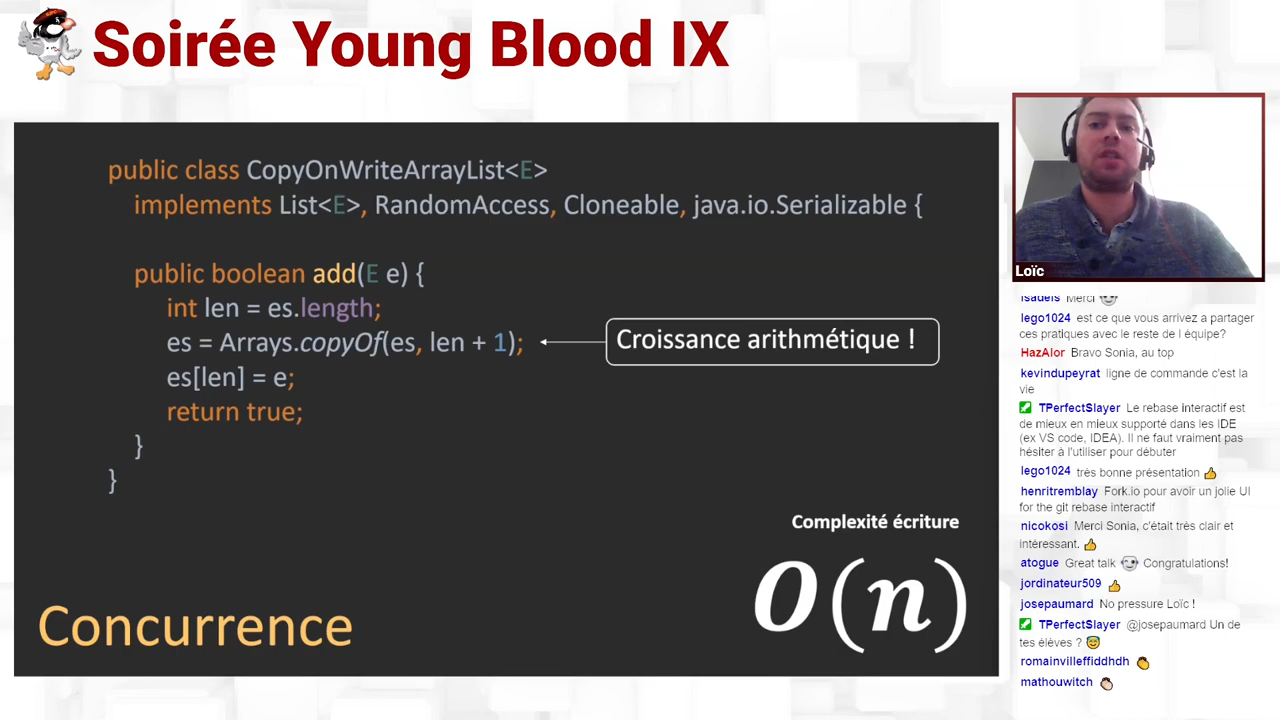 Soirée Young Blood IX
public class CopyOnWriteArrayList<E>
implements List<E>, RandomAccess, Cloneable, java.io.Serializable {
public boolean add(E e) {
int len = es.length;
es = Arrays.copyOf(es, len + 1);
Croissance arithmétique !
es[len] = e;
return true;
}
}
Complexité écriture
O(n)
Concurrence
Loïc
Merci
lego1024 est ce que vous arrivez a partager
ces pratiques avec le reste de l équipe?
HazAlor Bravo Sonia, au top
kevindupeyrat ligne de commande c'est la
vie
TPerfectSlayer Le rebase interactif est
de mieux en mieux supporté dans les IDE
(ex VS code, IDEA). Il ne faut vraiment pas
hésiter à l'utiliser pour débuter
lego1024 très bonne présentation 👍
henritremblay Fork.io pour avoir un jolie UI
for the git rebase interactif
nicokosi Merci Sonia, c'était très clair et
intéressant. 👍
atogue Great talk Congratulations!
jordinateur509 👍
josepaumard No pressure Loïc !
TPerfectSlayer @josepaumard Un de
tes élèves ? 😇
romainvilleffiddhdh 👏
mathouwitch 👏🏻